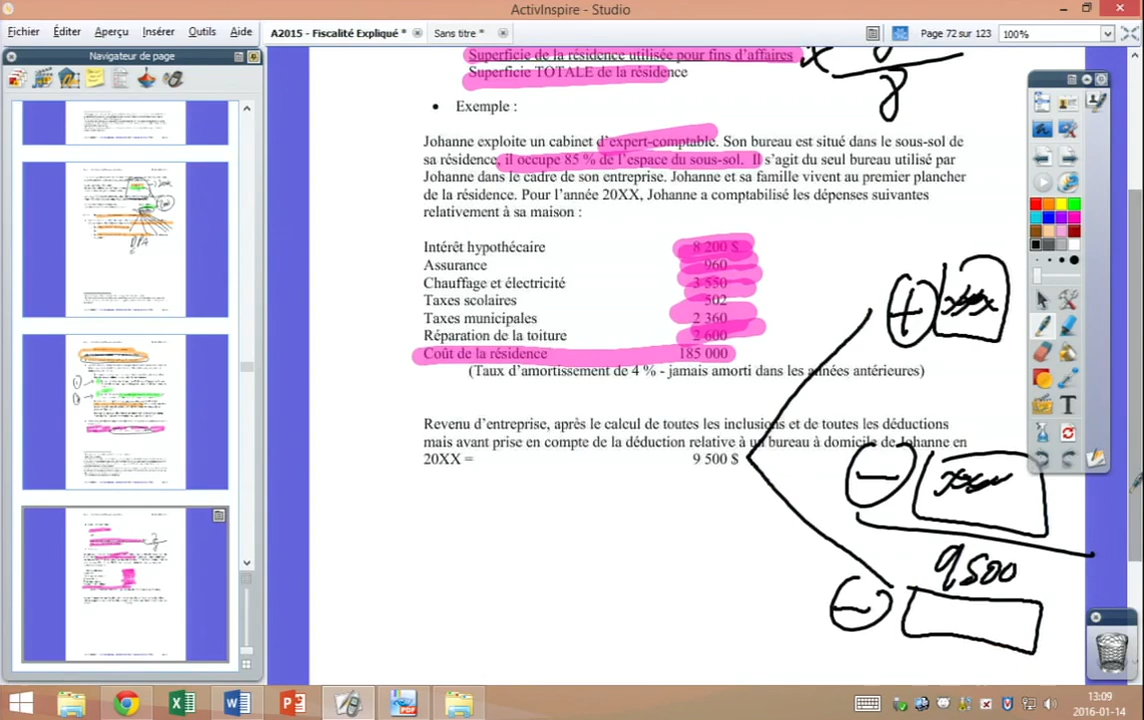 ActivInspire - Studio
Fichier Éditer Aperçu Insérer Outils Aide
A2015 - Fiscalité Expliqué * Sans titre * Page 72 sur 123 100%
Navigateur de page
Superficie de la résidence utilisée pour fins d'affaires
Superficie TOTALE de la résidence
• Exemple :
Johanne exploite un cabinet d'expert-comptable. Son bureau est situé dans le sous-sol de
sa résidence, il occupe 85 % de l'espace du sous-sol. Il s'agit du seul bureau utilisé par
Johanne dans le cadre de son entreprise. Johanne et sa famille vivent au premier plancher
de la résidence. Pour l'année 20XX, Johanne a comptabilisé les dépenses suivantes
relativement à sa maison :
Intérêt hypothécaire 8 200 $
Assurance 960
Chauffage et électricité 3 550
Taxes scolaires 502
Taxes municipales 2 360
Réparation de la toiture 2 600
Coût de la résidence 185 000
(Taux d'amortissement de 4 % - jamais amorti dans les années antérieures)
Revenu d'entreprise, après le calcul de toutes les inclusions et de toutes les déductions
mais avant prise en compte de la déduction relative à un bureau à domicile de Johanne en
20XX = 9 500 $
+
−
9500
−
13:09
2016-01-14